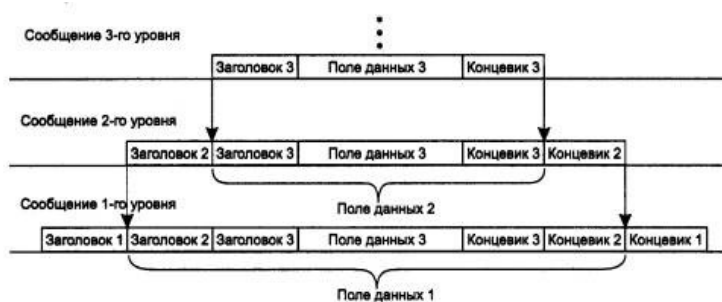 Сообщение 3-го уровня
Заголовок 3 Поле данных 3 Концевик 3
Сообщение 2-го уровня
Заголовок 2 Заголовок 3 Поле данных 3 Концевик 3 Концевик 2
Поле данных 2
Сообщение 1-го уровня
Заголовок 1 Заголовок 2 Заголовок 3 Поле данных 3 Концевик 3 Концевик 2 Концевик 1
Поле данных 1